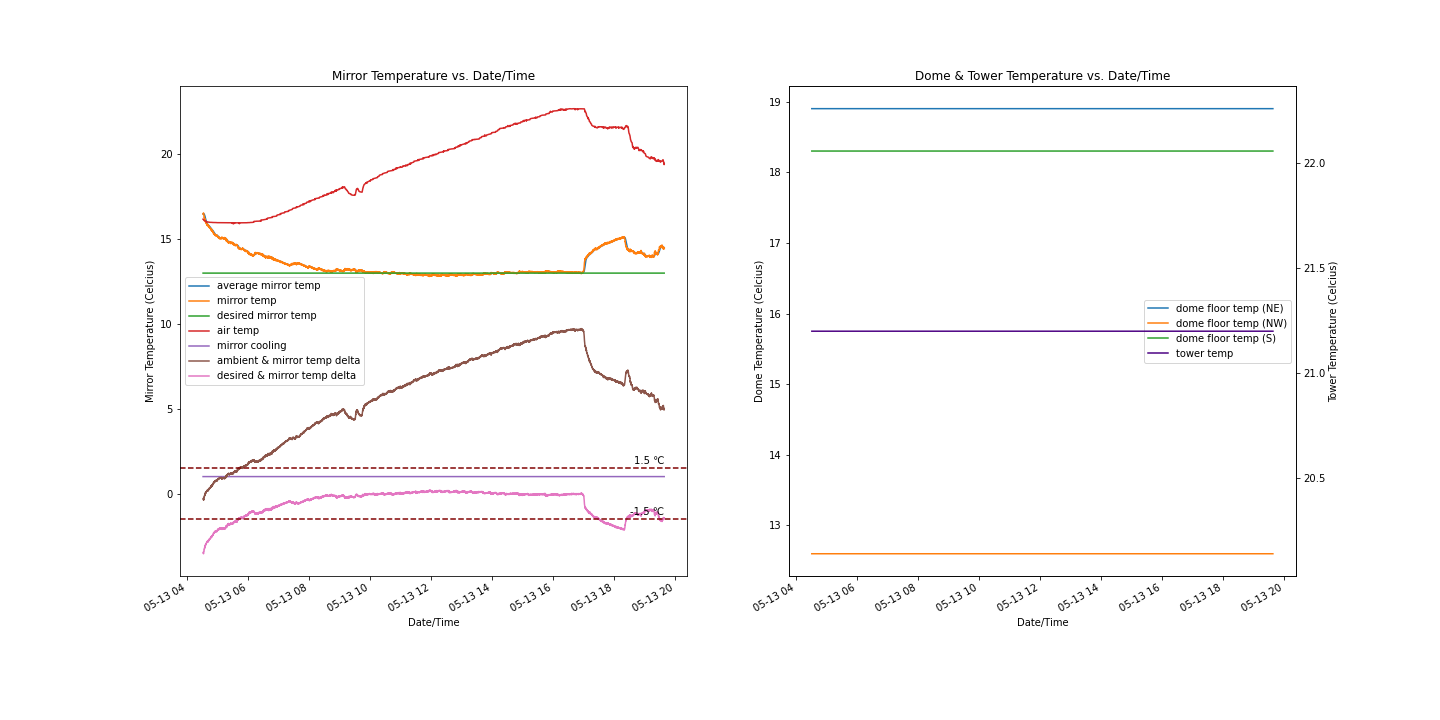 Mirror Temperature vs. Date/Time
Mirror Temperature (Celcius)
20
15
10
5
0
average mirror temp
mirror temp
desired mirror temp
air temp
mirror cooling
ambient & mirror temp delta
desired & mirror temp delta
1.5 °C
-1.5 °C
05-13 04
05-13 06
05-13 08
05-13 10
05-13 12
05-13 14
05-13 16
05-13 18
05-13 20
Date/Time
Dome & Tower Temperature vs. Date/Time
Dome Temperature (Celcius)
19
18
17
16
15
14
13
dome floor temp (NE)
dome floor temp (NW)
dome floor temp (S)
tower temp
22.0
21.5
21.0
20.5
Tower Temperature (Celcius)
05-13 04
05-13 06
05-13 08
05-13 10
05-13 12
05-13 14
05-13 16
05-13 18
05-13 20
Date/Time